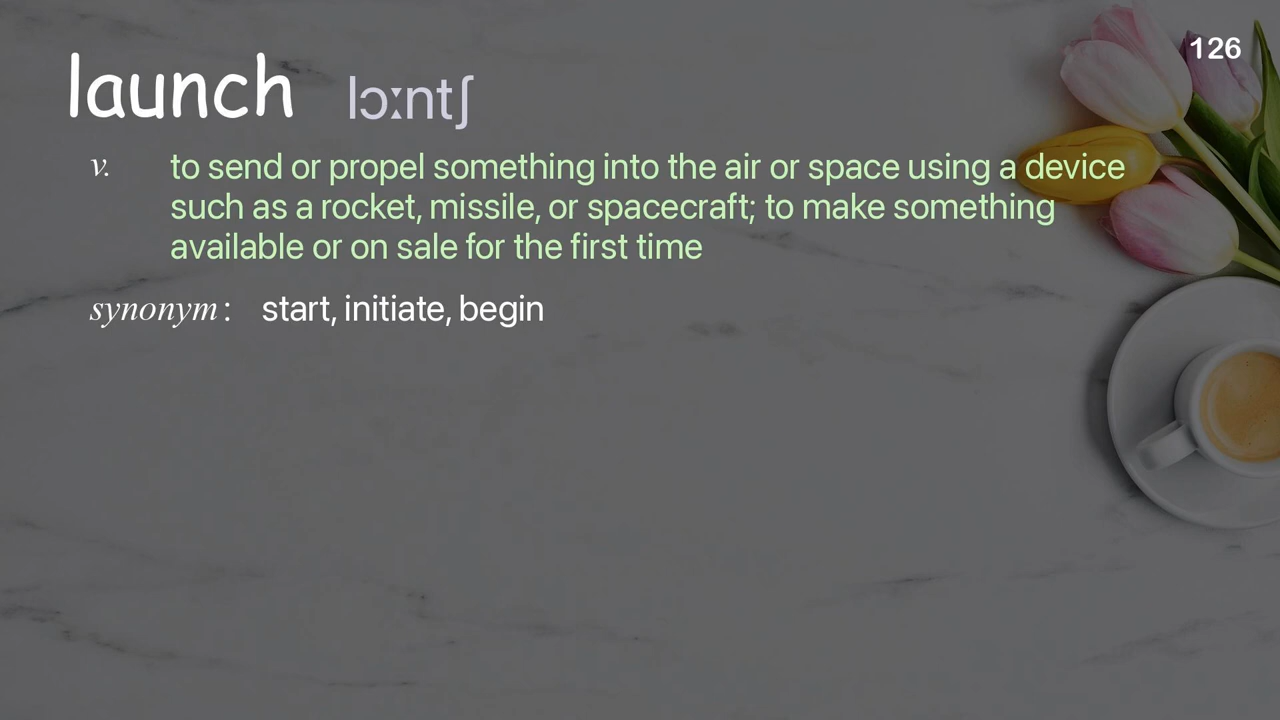 126
launch lɔːntʃ
v. to send or propel something into the air or space using a device
such as a rocket, missile, or spacecraft; to make something
available or on sale for the first time
synonym: start, initiate, begin